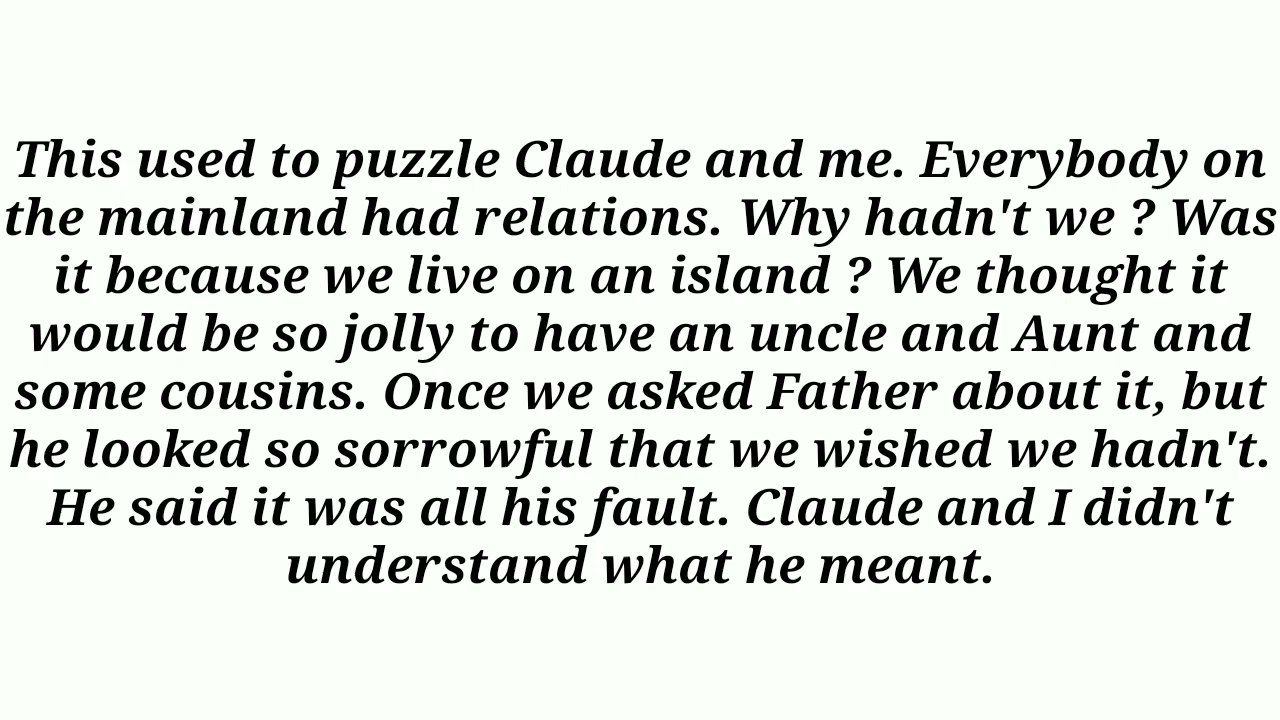 This used to puzzle Claude and me. Everybody on
the mainland had relations. Why hadn't we ? Was
it because we live on an island ? We thought it
would be so jolly to have an uncle and Aunt and
some cousins. Once we asked Father about it, but
he looked so sorrowful that we wished we hadn't.
He said it was all his fault. Claude and I didn't
understand what he meant.